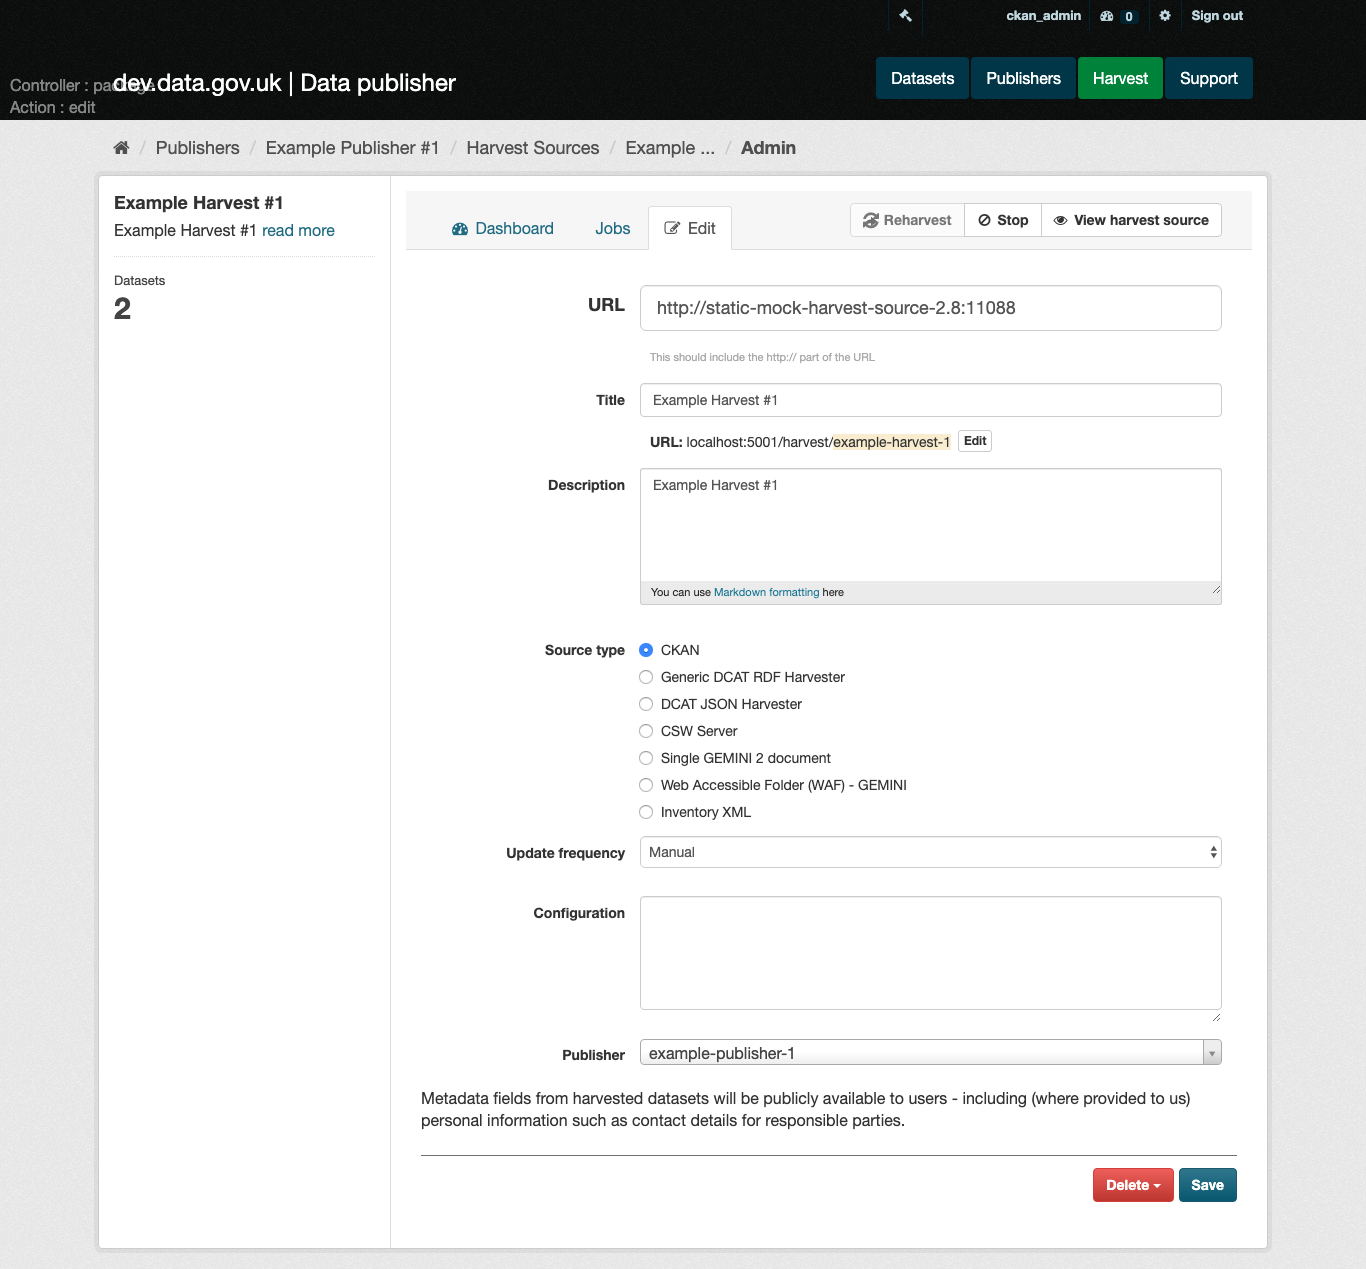 ckan_admin 0 Sign out
Controller : package
Action : edit
dev.data.gov.uk | Data publisher
Datasets Publishers Harvest Support
/ Publishers / Example Publisher #1 / Harvest Sources / Example ... / Admin
Example Harvest #1
Example Harvest #1 read more
Datasets
2
Dashboard Jobs Edit
Reharvest Stop View harvest source
URL http://static-mock-harvest-source-2.8:11088
This should include the http:// part of the URL
Title Example Harvest #1
URL: localhost:5001/harvest/example-harvest-1 Edit
Description Example Harvest #1
You can use Markdown formatting here
Source type CKAN
Generic DCAT RDF Harvester
DCAT JSON Harvester
CSW Server
Single GEMINI 2 document
Web Accessible Folder (WAF) - GEMINI
Inventory XML
Update frequency Manual
Configuration
Publisher example-publisher-1
Metadata fields from harvested datasets will be publicly available to users - including (where provided to us)
personal information such as contact details for responsible parties.
Delete Save